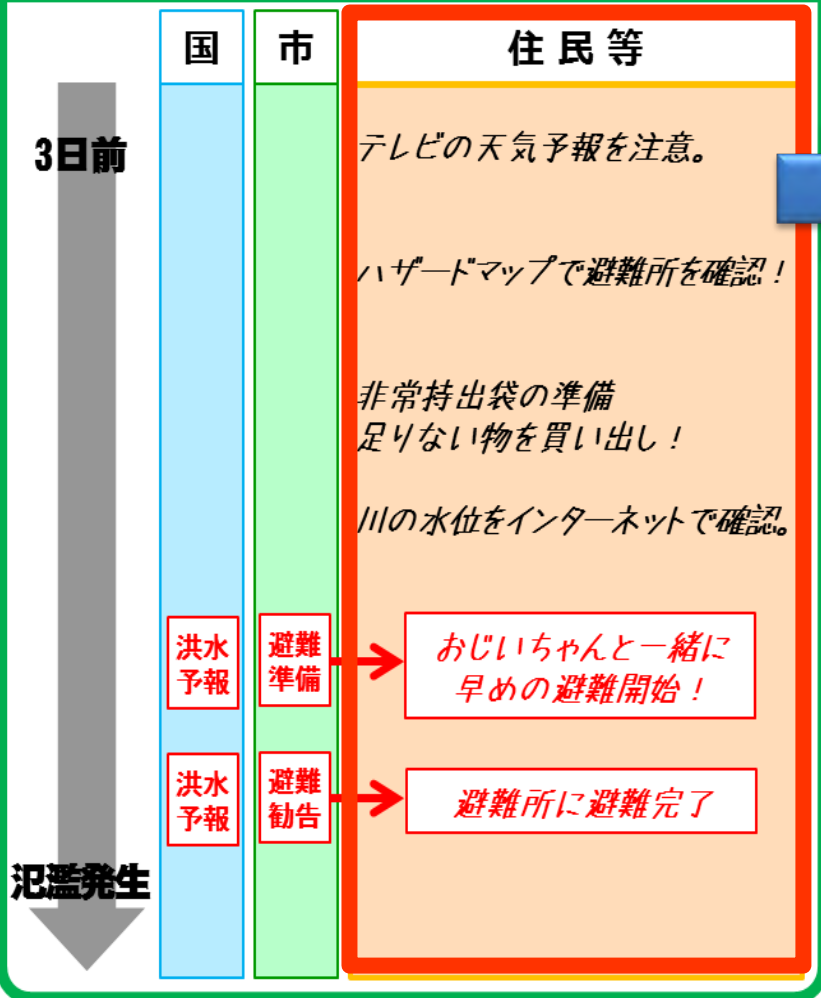 国
市
住民等
3日前
テレビの天気予報を注意。
ハザードマップで避難所を確認！
非常持出袋の準備
足りない物を買い出し！
川の水位をインターネットで確認。
洪水
予報
避難
準備
おじいちゃんと一緒に
早めの避難開始！
洪水
予報
避難
勧告
避難所に避難完了
氾濫発生